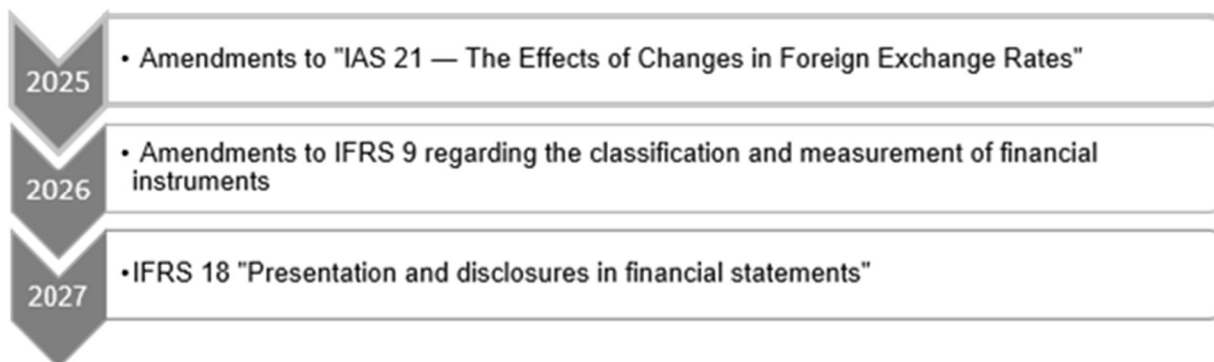 2025
• Amendments to "IAS 21 — The Effects of Changes in Foreign Exchange Rates"
2026
• Amendments to IFRS 9 regarding the classification and measurement of financial
instruments
2027
•IFRS 18 "Presentation and disclosures in financial statements"